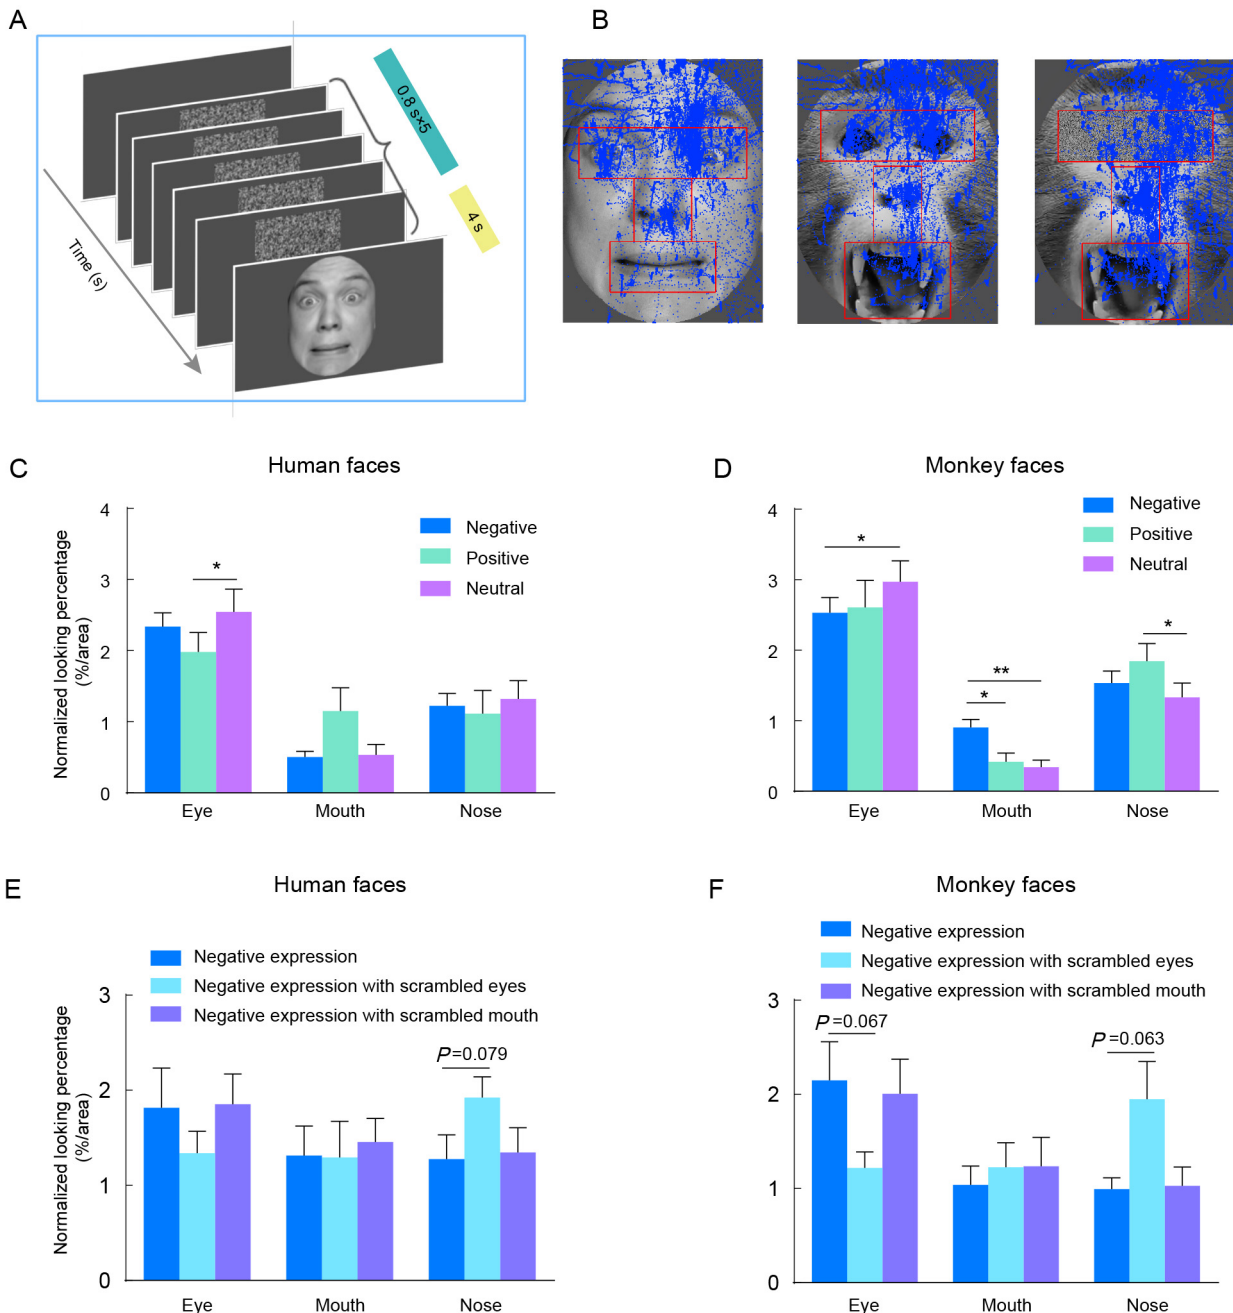 A
0.8 s×5
4 s
Time (s)
B
C
Human faces
Normalized looking percentage
(%/area)
4
3
2
1
0
*
Negative
Positive
Neutral
Eye
Mouth
Nose
D
Monkey faces
4
3
2
1
0
*
**
*
*
Negative
Positive
Neutral
Eye
Mouth
Nose
E
Human faces
Negative expression
Negative expression with scrambled eyes
Negative expression with scrambled mouth
Normalized looking percentage
(%/area)
3
2
1
0
P=0.079
Eye
Mouth
Nose
F
Monkey faces
Negative expression
Negative expression with scrambled eyes
Negative expression with scrambled mouth
3
2
1
0
P=0.067
P=0.063
Eye
Mouth
Nose